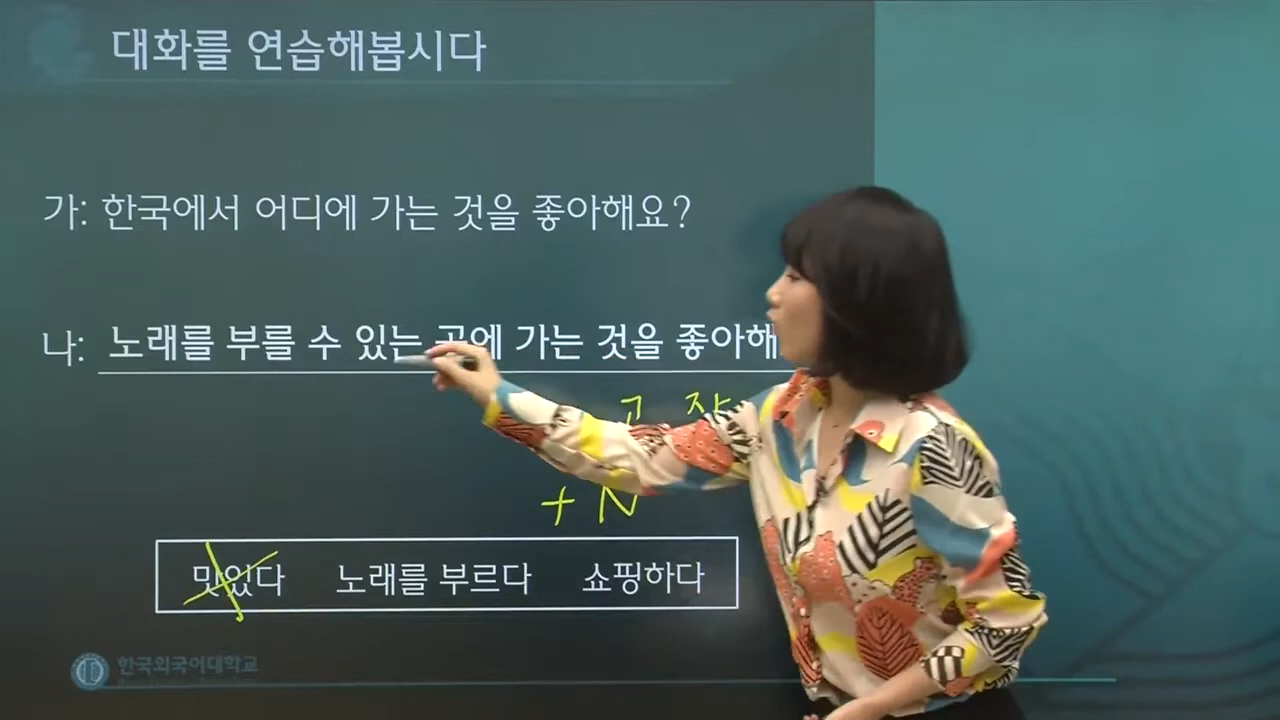 대화를 연습해봅시다
가: 한국에서 어디에 가는 것을 좋아해요?
나: 노래를 부를 수 있는 곳에 가는 것을 좋아해
+ N
맛있다 노래를 부르다 쇼핑하다
한국외국어대학교